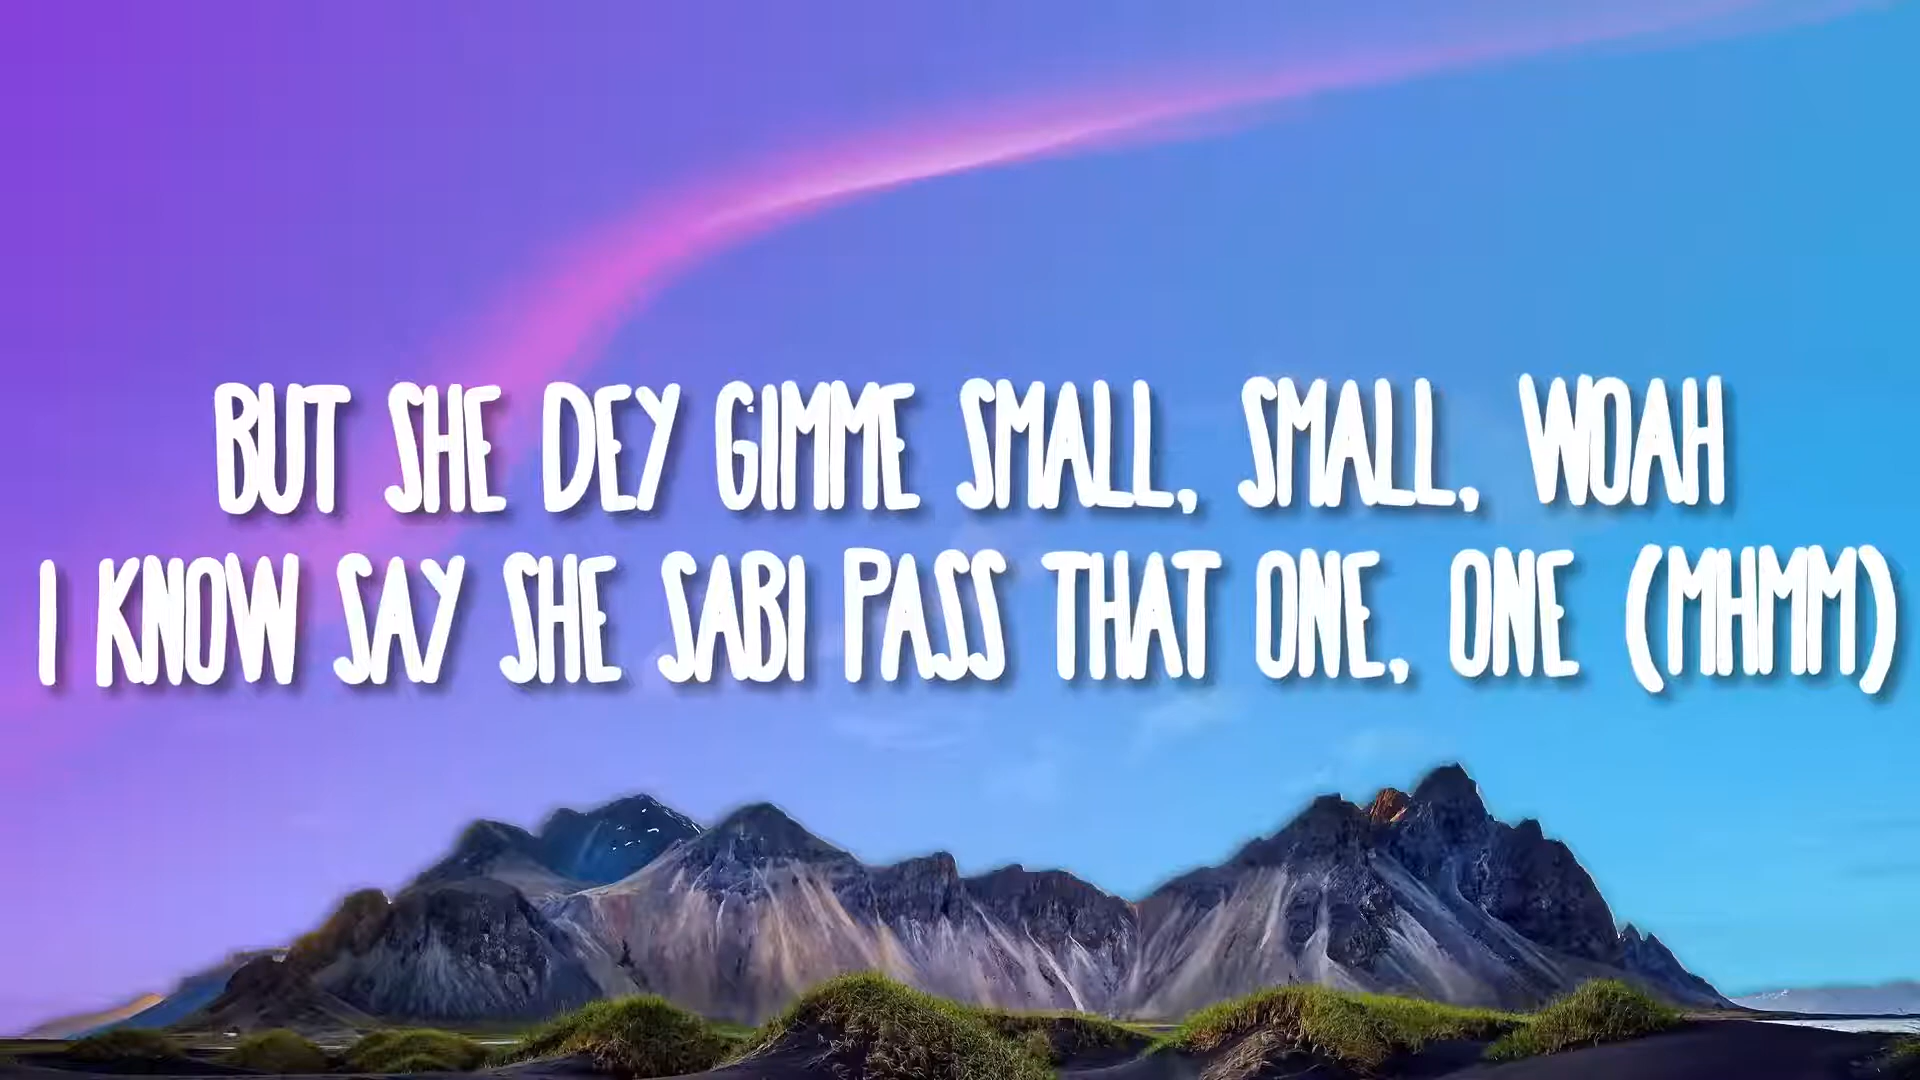 BUT SHE DEY GIMME SMALL, SMALL, WOAH
I KNOW SAY SHE SABI PASS THAT ONE, ONE (MHMM)